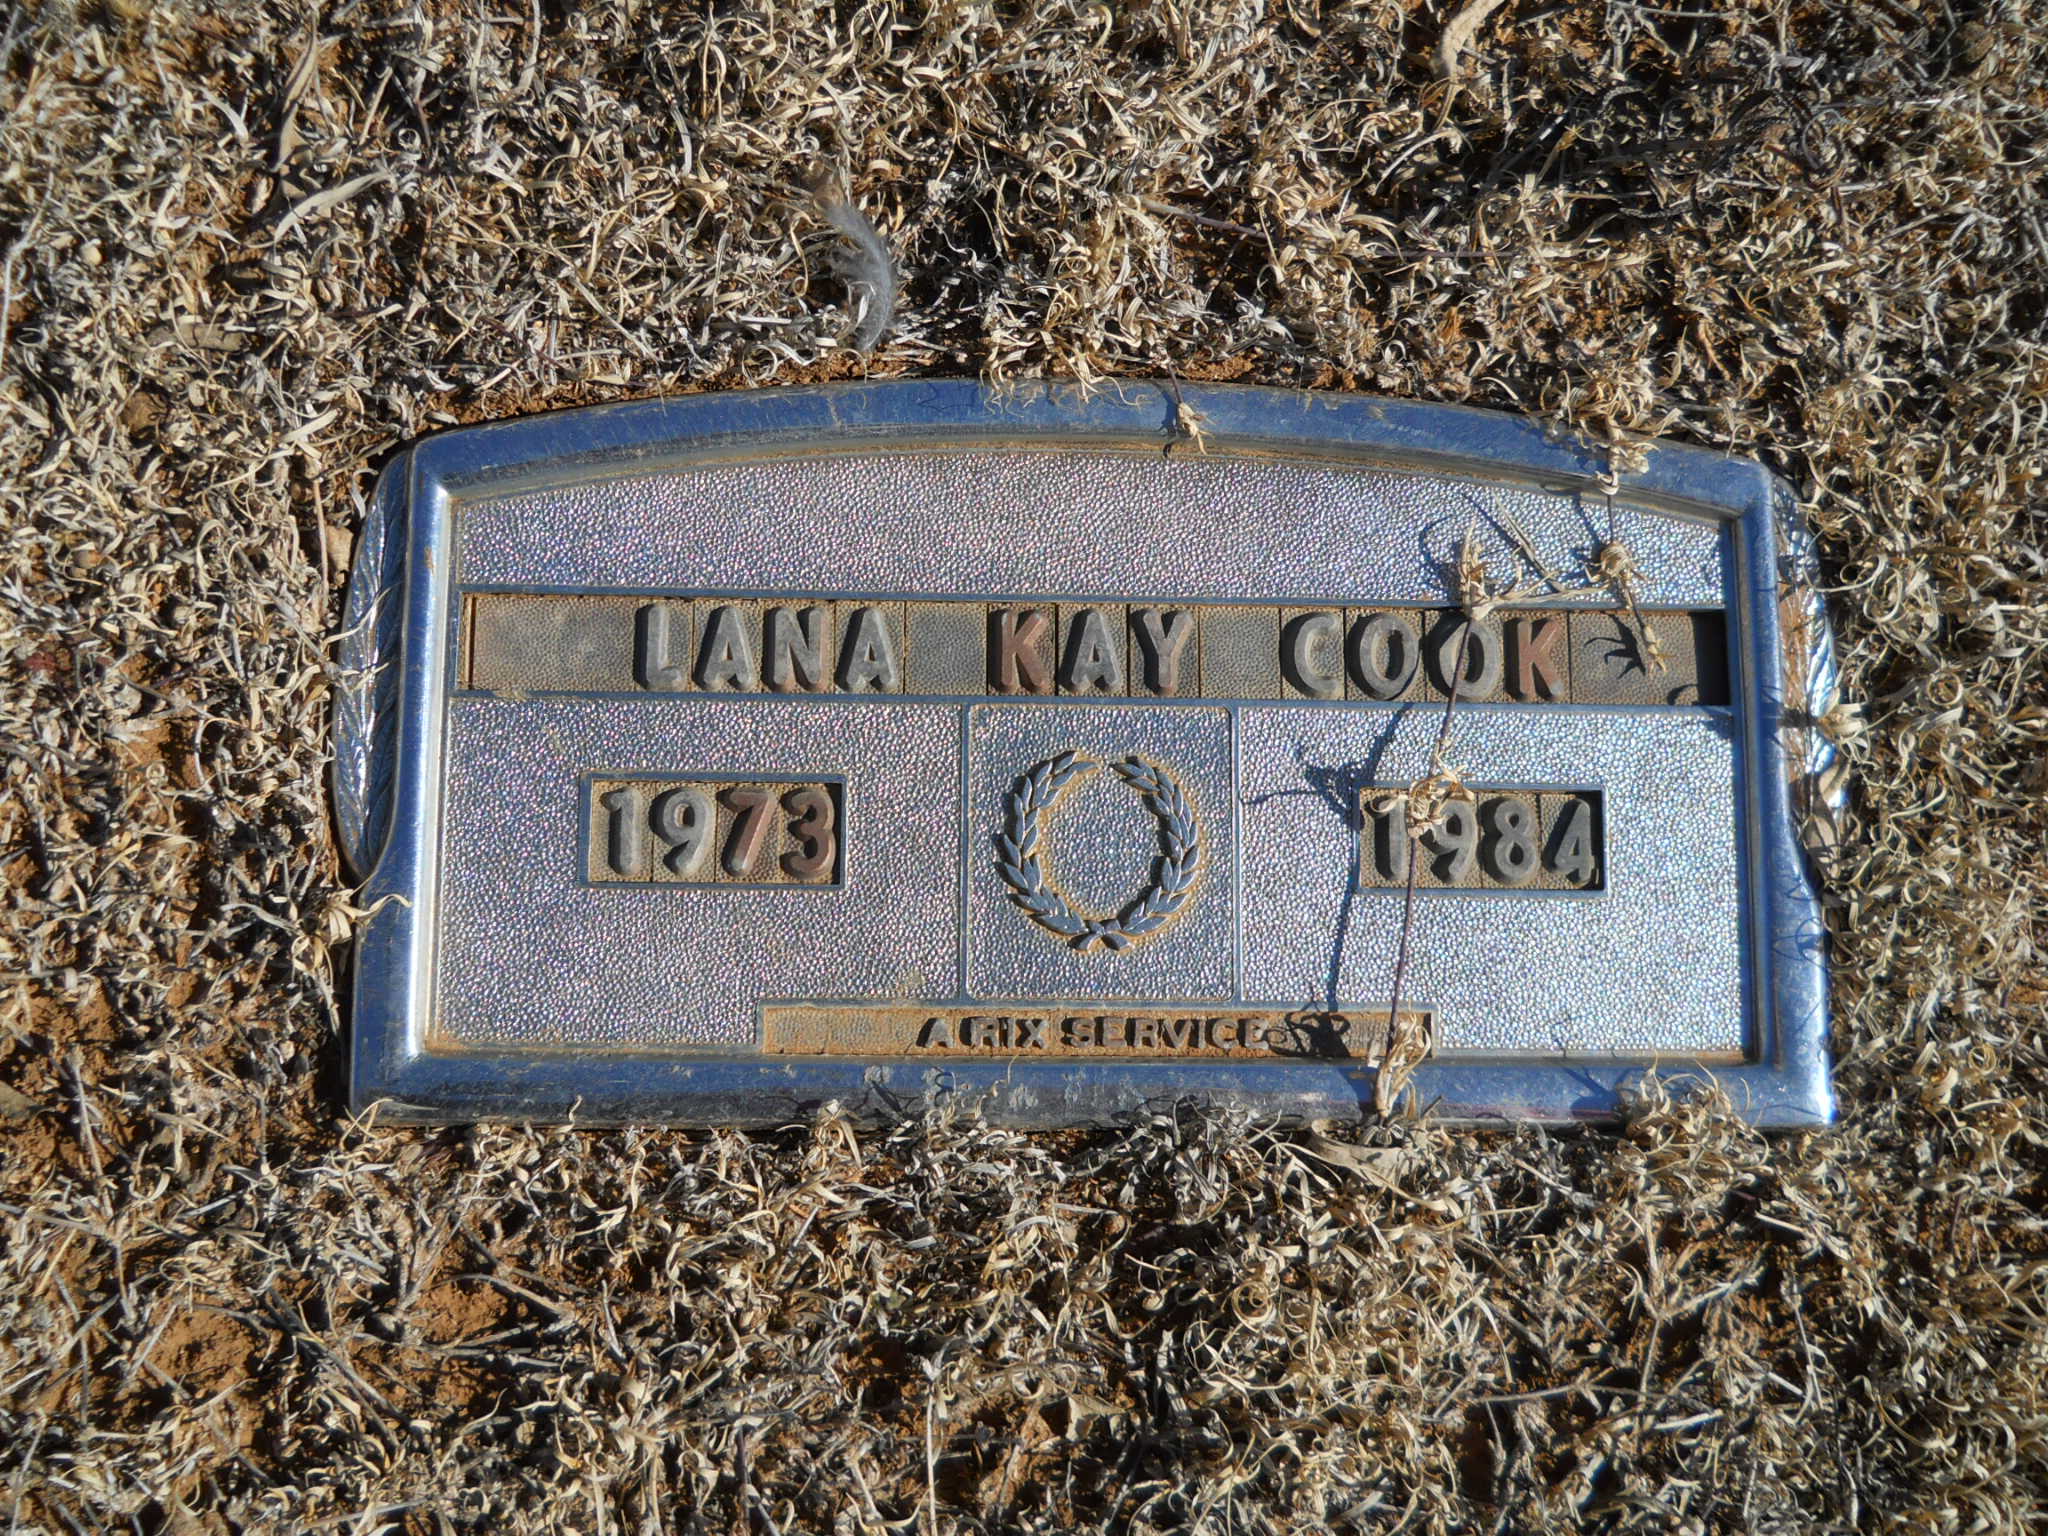 LANA KAY COOK
1973 1984
A RIX SERVICE